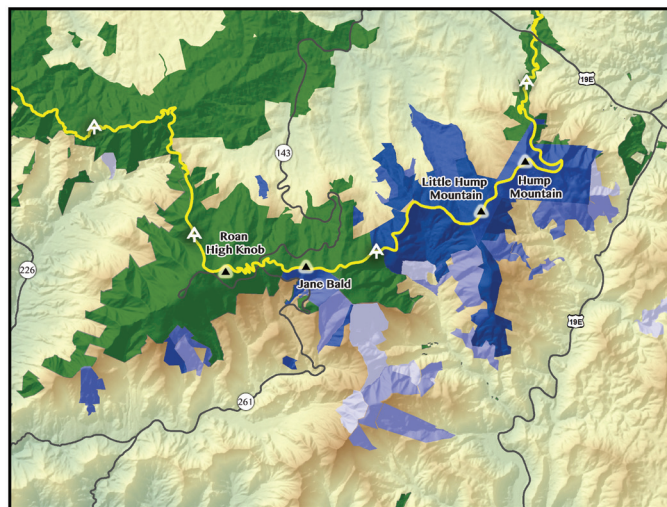 19E
143
Little Hump
Mountain
Hump
Mountain
Roan
High Knob
226
Jane Bald
19E
261